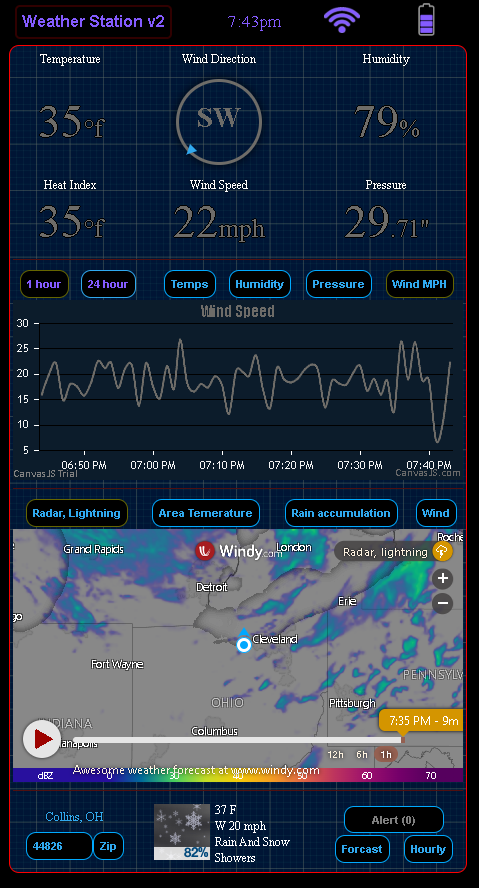 Weather Station v2
7:43pm
Temperature
Wind Direction
Humidity
35°f
SW
79%
Heat Index
Wind Speed
Pressure
35°f
22mph
29.71"
1 hour
24 hour
Temps
Humidity
Pressure
Wind MPH
Wind Speed
30
25
20
15
10
5
06:50 PM
07:00 PM
07:10 PM
07:20 PM
07:30 PM
07:40 PM
CanvasJS Trial
CanvasJS.com
Radar, Lightning
Area Temerature
Rain accumulation
Wind
Grand Rapids
Windy.com
London
Radar, lightning
Roche
Detroit
Erie
go
Cleveland
Fort Wayne
PENNSYLV
OHIO
Pittsburgh
INDIANA
Columbus
7:35 PM - 9m
ianapolis
12h
6h
1h
Awesome weather forecast at www.windy.com
dBZ
30
40
60
70
Collins, OH
44826
Zip
82%
37 F
W 20 mph
Rain And Snow
Showers
Alert (0)
Forcast
Hourly